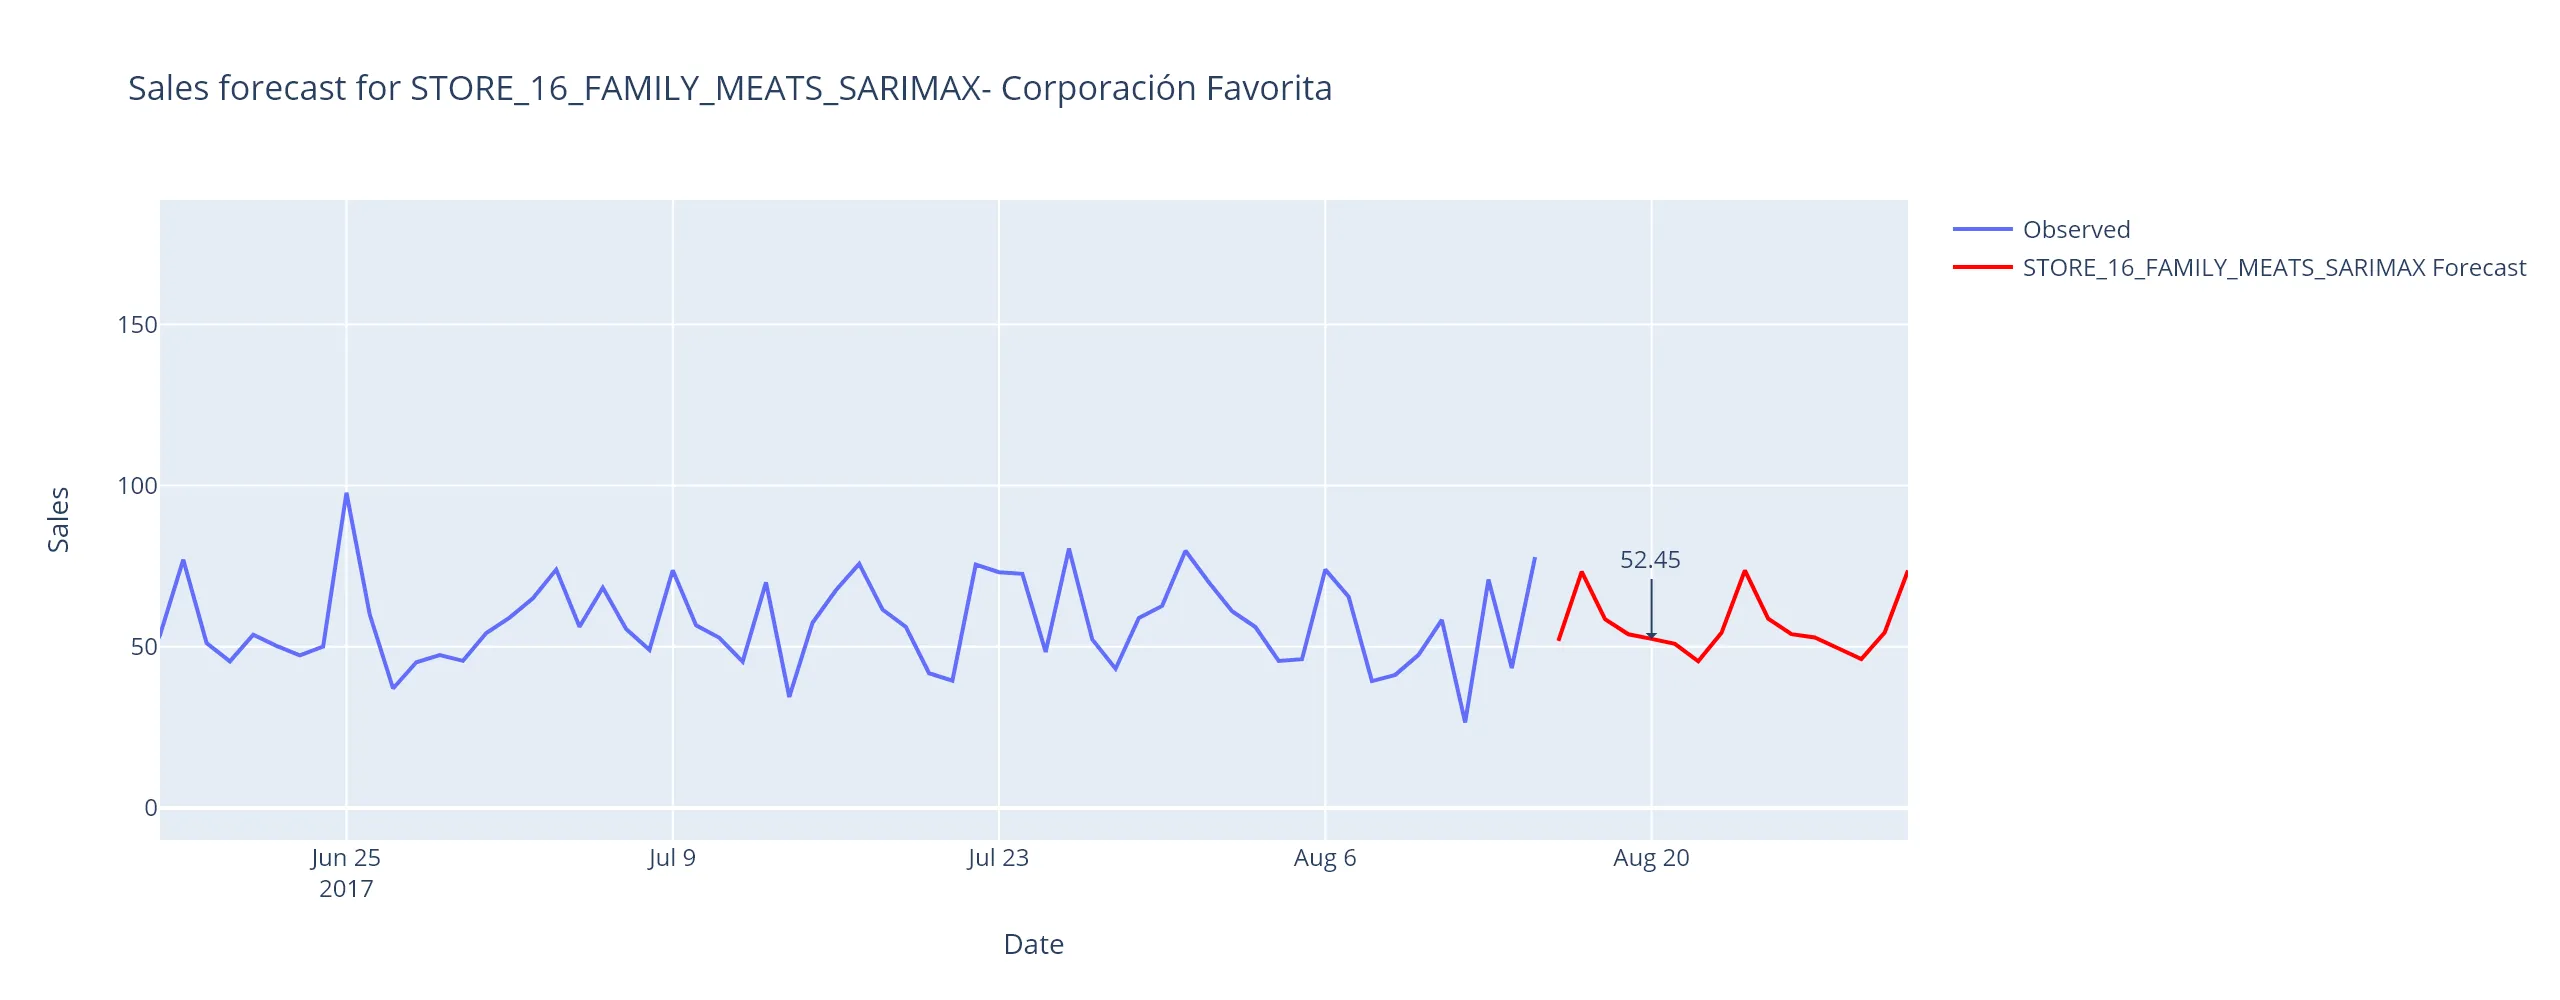 Sales forecast for STORE_16_FAMILY_MEATS_SARIMAX- Corporación Favorita
Observed
STORE_16_FAMILY_MEATS_SARIMAX Forecast
150
100
50
0
Sales
52.45
Jun 25
2017
Jul 9
Jul 23
Aug 6
Aug 20
Date